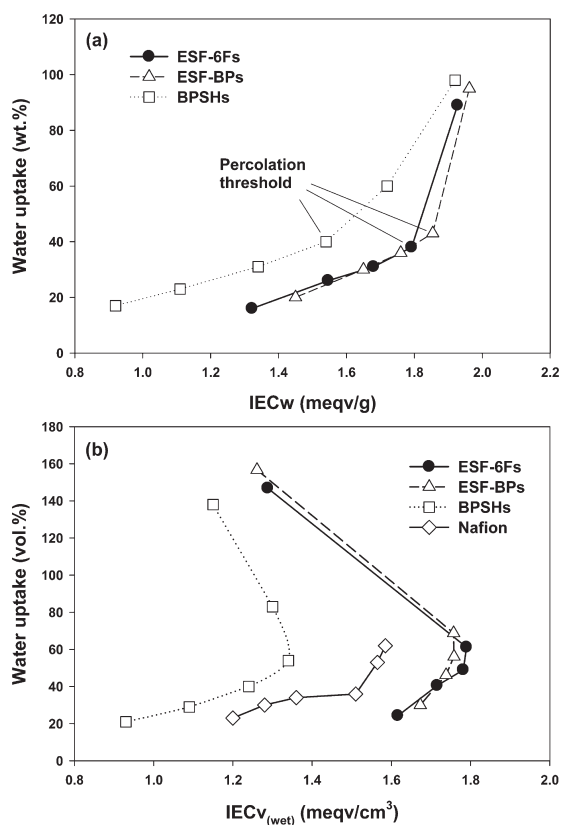 (a)
ESF-6Fs
ESF-BPs
BPSHs
Percolation
threshold
Water uptake (wt.%)
120
100
80
60
40
20
0
0.8 1.0 1.2 1.4 1.6 1.8 2.0 2.2
IECw (meqv/g)
(b)
ESF-6Fs
ESF-BPs
BPSHs
Nafion
Water uptake (vol.%)
180
160
140
120
100
80
60
40
20
0
0.8 1.0 1.2 1.4 1.6 1.8 2.0
IECv(wet) (meqv/cm3)